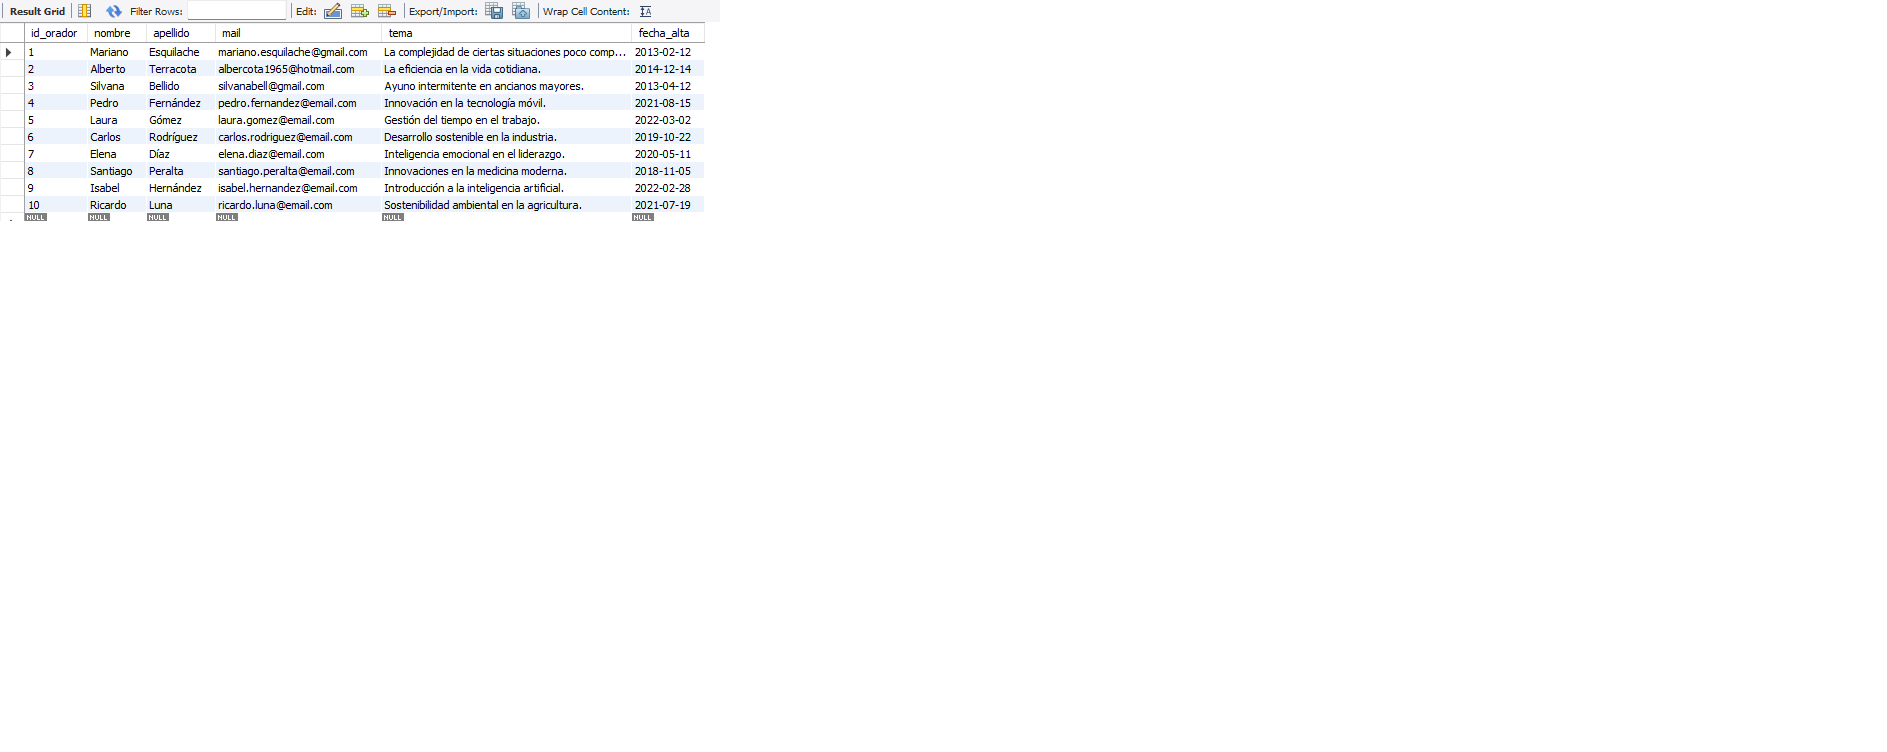 Result Grid Filter Rows: Edit: Export/Import: Wrap Cell Content:
id_orador nombre apellido mail tema fecha_alta
1 Mariano Esquilache mariano.esquilache@gmail.com La complejidad de ciertas situaciones poco comp... 2013-02-12
2 Alberto Terracota albercota1965@hotmail.com La eficiencia en la vida cotidiana. 2014-12-14
3 Silvana Bellido silvanabell@gmail.com Ayuno intermitente en ancianos mayores. 2013-04-12
4 Pedro Fernández pedro.fernandez@email.com Innovación en la tecnología móvil. 2021-08-15
5 Laura Gómez laura.gomez@email.com Gestión del tiempo en el trabajo. 2022-03-02
6 Carlos Rodríguez carlos.rodriguez@email.com Desarrollo sostenible en la industria. 2019-10-22
7 Elena Díaz elena.diaz@email.com Inteligencia emocional en el liderazgo. 2020-05-11
8 Santiago Peralta santiago.peralta@email.com Innovaciones en la medicina moderna. 2018-11-05
9 Isabel Hernández isabel.hernandez@email.com Introducción a la inteligencia artificial. 2022-02-28
10 Ricardo Luna ricardo.luna@email.com Sostenibilidad ambiental en la agricultura. 2021-07-19
NULL NULL NULL NULL NULL NULL